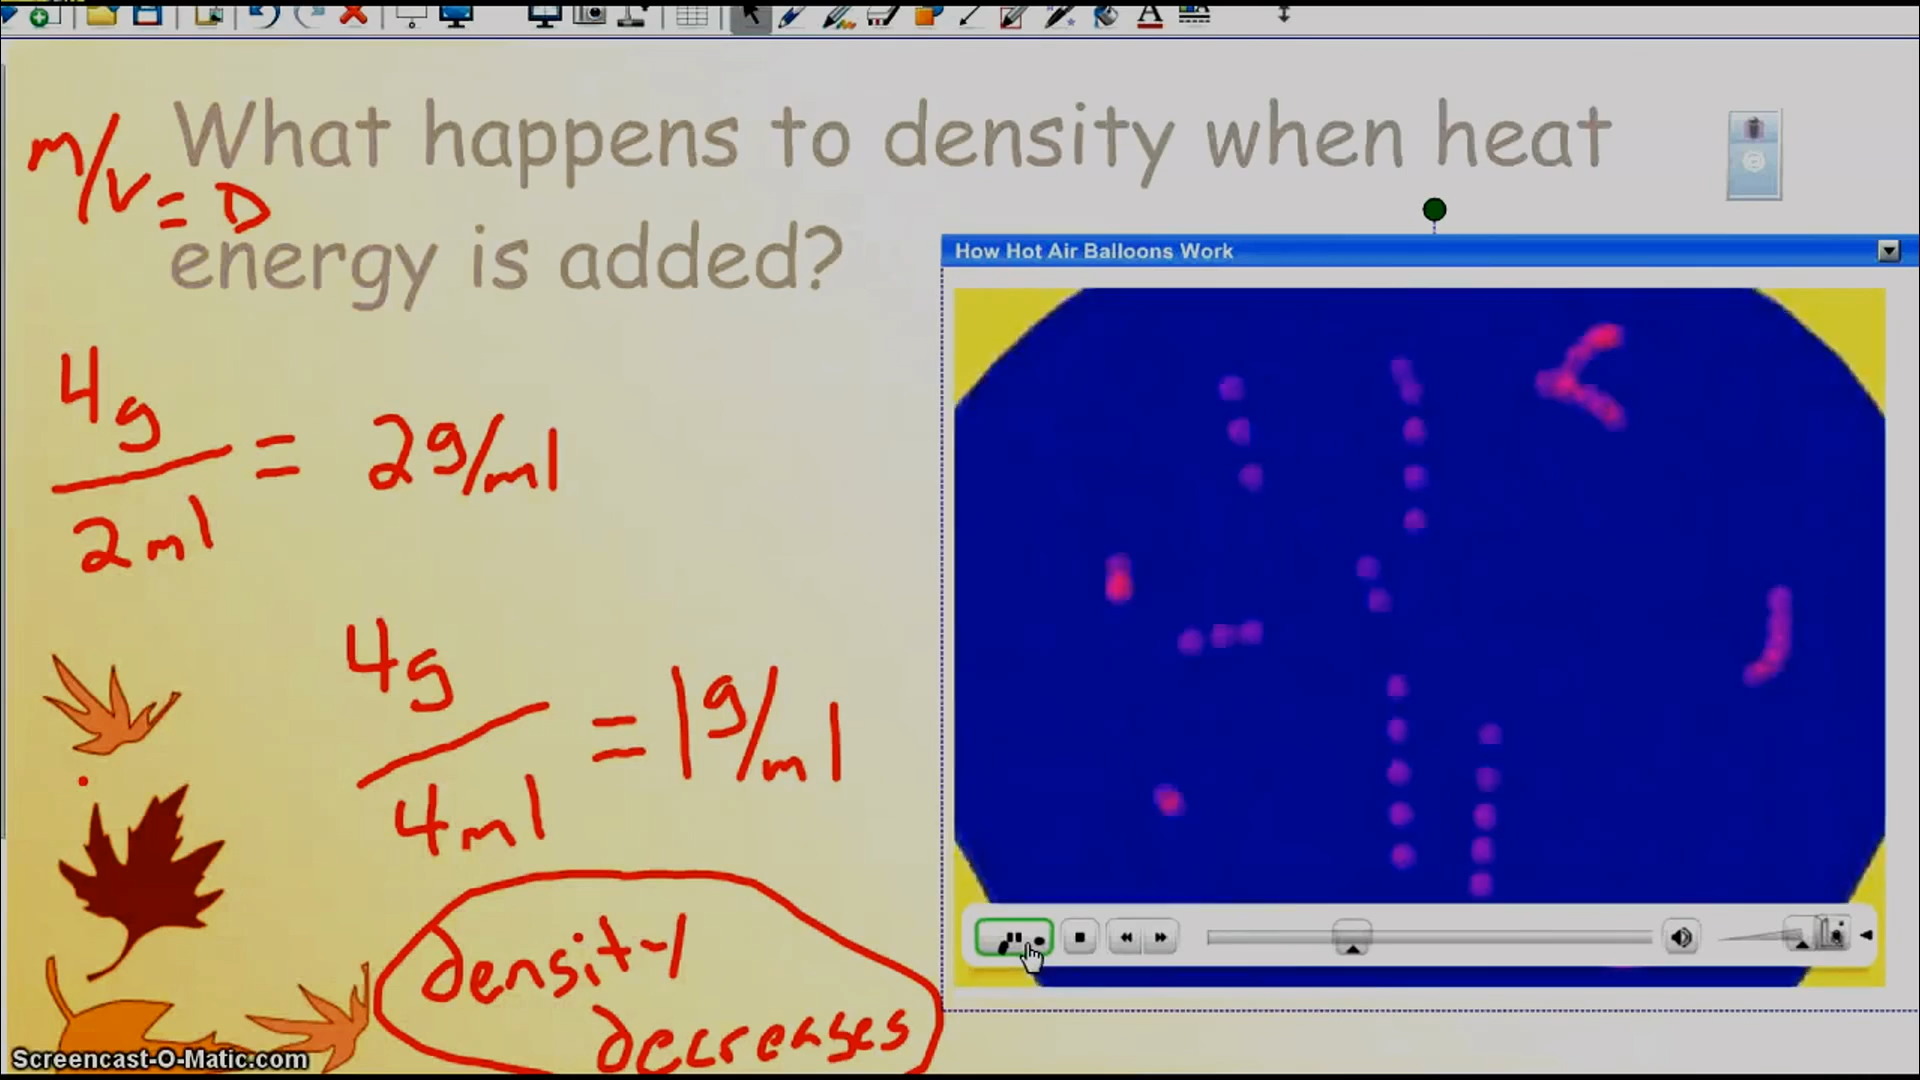 What happens to density when heat
energy is added?
m/v = D
How Hot Air Balloons Work
4g
2ml
= 2g/ml
4g
4ml
= 1g/ml
density
decreases
Screencast-O-Matic.com